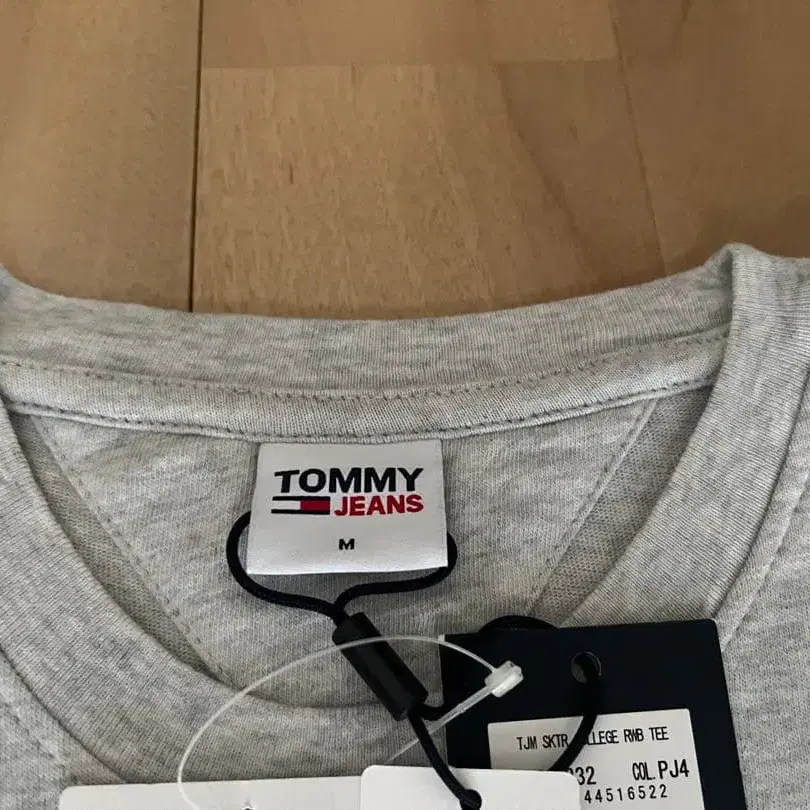 TOMMY
JEANS
M
TJM SKTR LLEGE RWB TEE
32 COL.PJ4
44516522